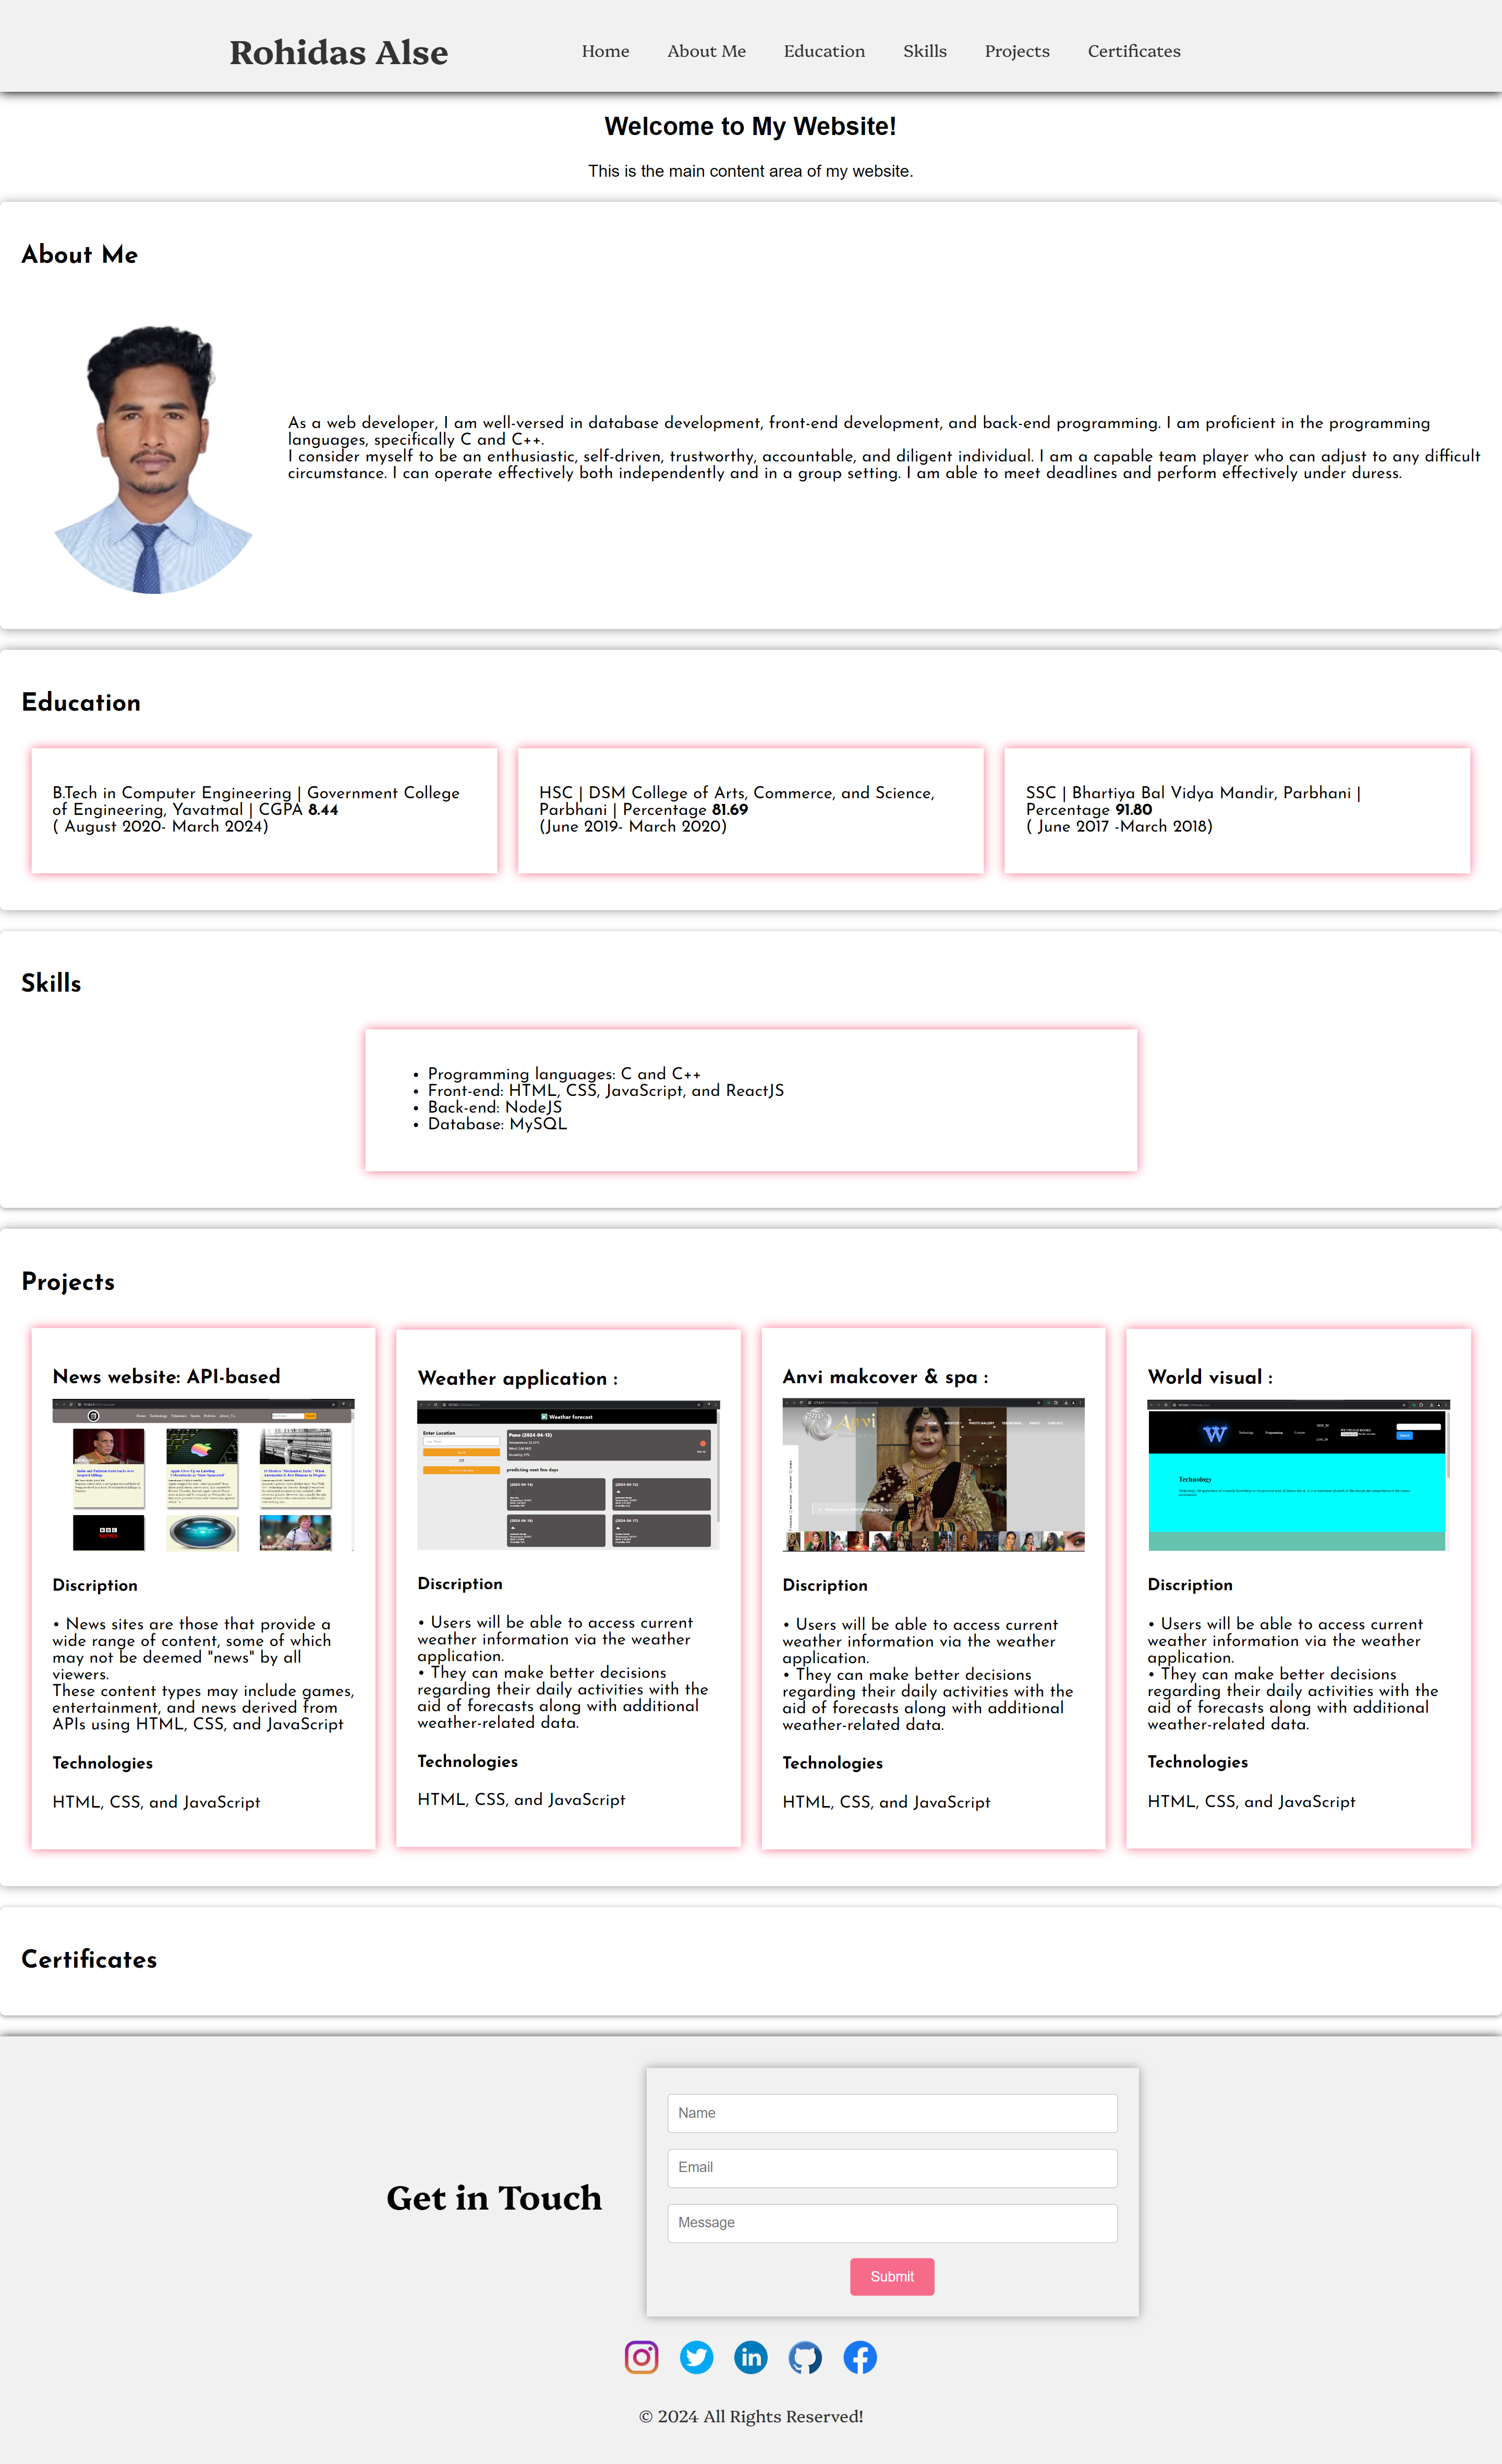 Rohidas Alse
Home
About Me
Education
Skills
Projects
Certificates
Welcome to My Website!
This is the main content area of my website.
About Me
As a web developer, I am well-versed in database development, front-end development, and back-end programming. I am proficient in the programming
languages, specifically C and C++.
I consider myself to be an enthusiastic, self-driven, trustworthy, accountable, and diligent individual. I am a capable team player who can adjust to any difficult
circumstance. I can operate effectively both independently and in a group setting. I am able to meet deadlines and perform effectively under duress.
Education
B.Tech in Computer Engineering | Government College
of Engineering, Yavatmal | CGPA 8.44
( August 2020- March 2024)
HSC | DSM College of Arts, Commerce, and Science,
Parbhani | Percentage 81.69
(June 2019- March 2020)
SSC | Bhartiya Bal Vidya Mandir, Parbhani |
Percentage 91.80
( June 2017 -March 2018)
Skills
• Programming languages: C and C++
• Front-end: HTML, CSS, JavaScript, and ReactJS
• Back-end: NodeJS
• Database: MySQL
Projects
News website: API-based
Discription
• News sites are those that provide a
wide range of content, some of which
may not be deemed "news" by all
viewers.
These content types may include games,
entertainment, and news derived from
APIs using HTML, CSS, and JavaScript
Technologies
HTML, CSS, and JavaScript
Weather application :
Weather forecast
Enter Location
Pune (2024-04-13)
predicting next few days
Discription
• Users will be able to access current
weather information via the weather
application.
• They can make better decisions
regarding their daily activities with the
aid of forecasts along with additional
weather-related data.
Technologies
HTML, CSS, and JavaScript
Anvi makcover & spa :
Anvi
Discription
• Users will be able to access current
weather information via the weather
application.
• They can make better decisions
regarding their daily activities with the
aid of forecasts along with additional
weather-related data.
Technologies
HTML, CSS, and JavaScript
World visual :
W
Technology
Discription
• Users will be able to access current
weather information via the weather
application.
• They can make better decisions
regarding their daily activities with the
aid of forecasts along with additional
weather-related data.
Technologies
HTML, CSS, and JavaScript
Certificates
Get in Touch
Name
Email
Message
Submit
© 2024 All Rights Reserved!